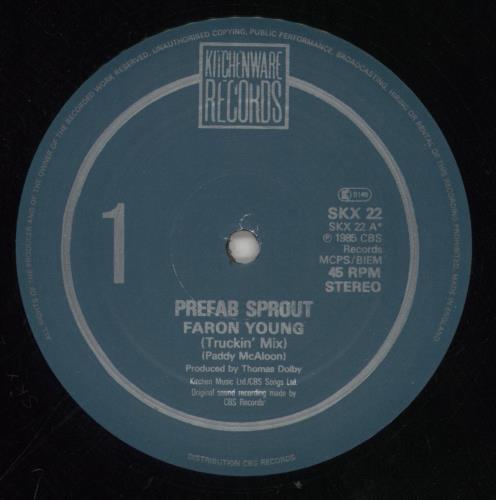 ALL RIGHTS OF THE PRODUCER AND OF THE OWNER OF THE RECORDED WORK RESERVED. UNAUTHORISED COPYING, PUBLIC PERFORMANCE, BROADCASTING, HIRING OR RENTAL OF THIS RECORDING PROHIBITED. MADE IN ENGLAND
KITCHENWARE
RECORDS
1
SKX 22
SKX 22 A*
℗ 1985 CBS
Records
MCPS/BIEM
45 RPM
STEREO
PREFAB SPROUT
FARON YOUNG
(Truckin' Mix)
(Paddy McAloon)
Produced by Thomas Dolby
Kitchen Music Ltd/CBS Songs Ltd.
Original sound recording made by
CBS Records
DISTRIBUTION CBS RECORDS